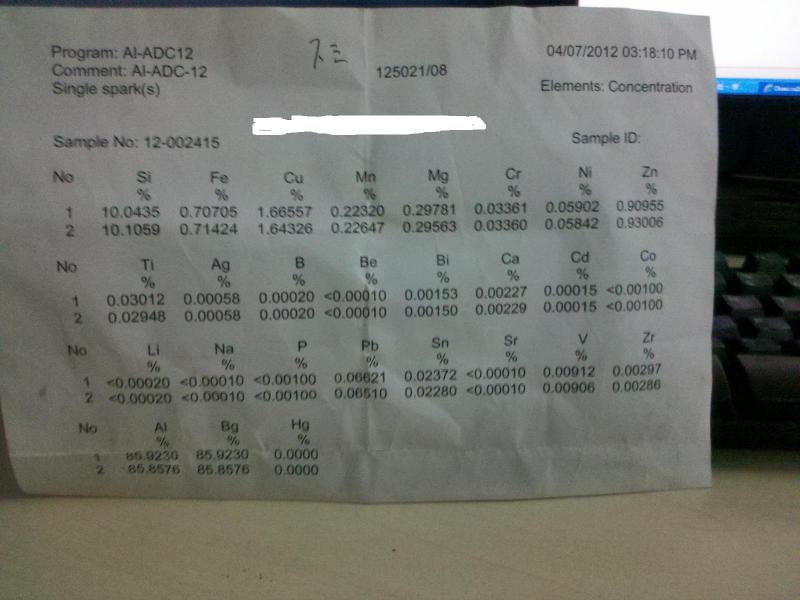 Program: Al-ADC12
Comment: Al-ADC-12
Single spark(s)
125021/08
04/07/2012 03:18:10 PM
Elements: Concentration
Sample No: 12-002415 Sample ID:
No Si Fe Cu Mn Mg Cr Ni Zn
% % % % % % % %
1 10.0435 0.70705 1.66557 0.22320 0.29781 0.03361 0.05902 0.90955
2 10.1059 0.71424 1.64326 0.22647 0.29563 0.03360 0.05842 0.93006
No Ti Ag B Be Bi Ca Cd Co
% % % % % % % %
1 0.03012 0.00058 0.00020 <0.00010 0.00153 0.00227 0.00015 <0.00100
2 0.02948 0.00058 0.00020 <0.00010 0.00150 0.00229 0.00015 <0.00100
No Li Na P Pb Sn Sr V Zr
% % % % % % % %
1 <0.00020 <0.00010 <0.00100 0.06621 0.02372 <0.00010 0.00912 0.00297
2 <0.00020 <0.00010 <0.00100 0.06510 0.02280 <0.00010 0.00906 0.00286
No Al Bg Hg
% % %
1 85.9230 85.9230 0.0000
2 85.8576 85.8576 0.0000